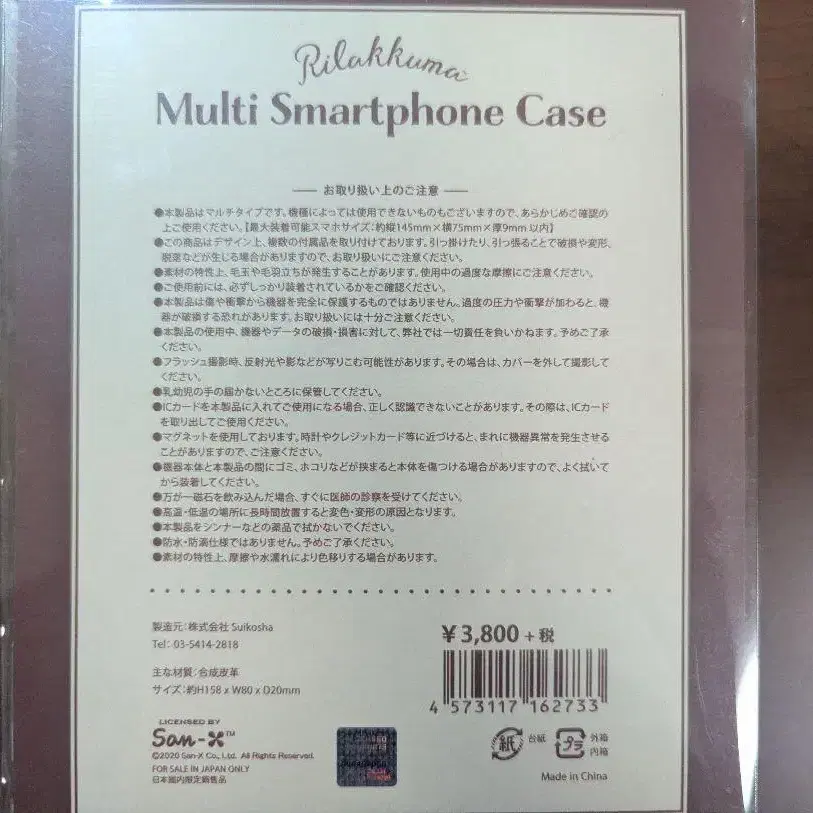 Rilakkuma
Multi Smartphone Case
お取り扱い上のご注意
●本製品はマルチタイプです。機種によっては使用できないものもございますので、あらかじめご確認の
上ご使用ください。【最大装着可能スマホサイズ：約縦145mm×横75mm×厚9mm 以内】
●この商品はデザイン上、複数の付属品を取り付けております。引っ掛けたり、引っ張ることで破損や変形、
脱落などが生じる場合がありますので、お取り扱いにご注意ください。
●素材の特性上、毛玉や毛羽立ちが発生することがあります。使用中の過度な摩擦にご注意ください。
●ご使用前には、必ずしっかり装着されているかをご確認ください。
●本製品は傷や衝撃から機器を完全に保護するものではありません。過度の圧力や衝撃が加わると、機
器が破損する恐れがあります。お取り扱いには十分ご注意ください。
●本製品の使用中、機器やデータの破損・損害に対して、弊社では一切責任を負いかねます。予めご了承
ください。
●フラッシュ撮影時、反射光や影などが写りこむ可能性があります。その場合は、カバーを外して撮影して
ください。
●乳幼児の手の届かないところに保管してください。
●ICカードを本製品に入れてご使用になる場合、正しく認識できないことがあります。その際は、ICカード
を取り出してご使用ください。
●マグネットを使用しております。時計やクレジットカード等に近づけると、まれに機器異常を発生させる
ことがありますので、ご注意ください。
●機器本体と本製品の間にゴミ、ホコリなどが挟まると本体を傷つける場合がありますので、よく拭いて
から装着してください。
●万が一磁石を飲み込んだ場合、すぐに医師の診察を受けてください。
●高温・低温の場所に長時間放置すると変色・変形の原因となります。
●本製品をシンナーなどの薬品で拭かないでください。
●防水・防滴仕様ではありません。予めご了承ください。
●素材の特性上、摩擦や水濡れにより色移りする場合があります。
製造元：株式会社 Suikosha
Tel：03-5414-2818
主な材質：合成皮革
サイズ：約H158 x W80 x D20mm
¥3,800＋税
4 573117 162733
LICENSED BY
San-X™
©2020 San-X Co., Ltd. All Rights Reserved.
FOR SALE IN JAPAN ONLY
日本國内限定銷售品
紙 台紙
プラ 外箱
内箱
Made in China